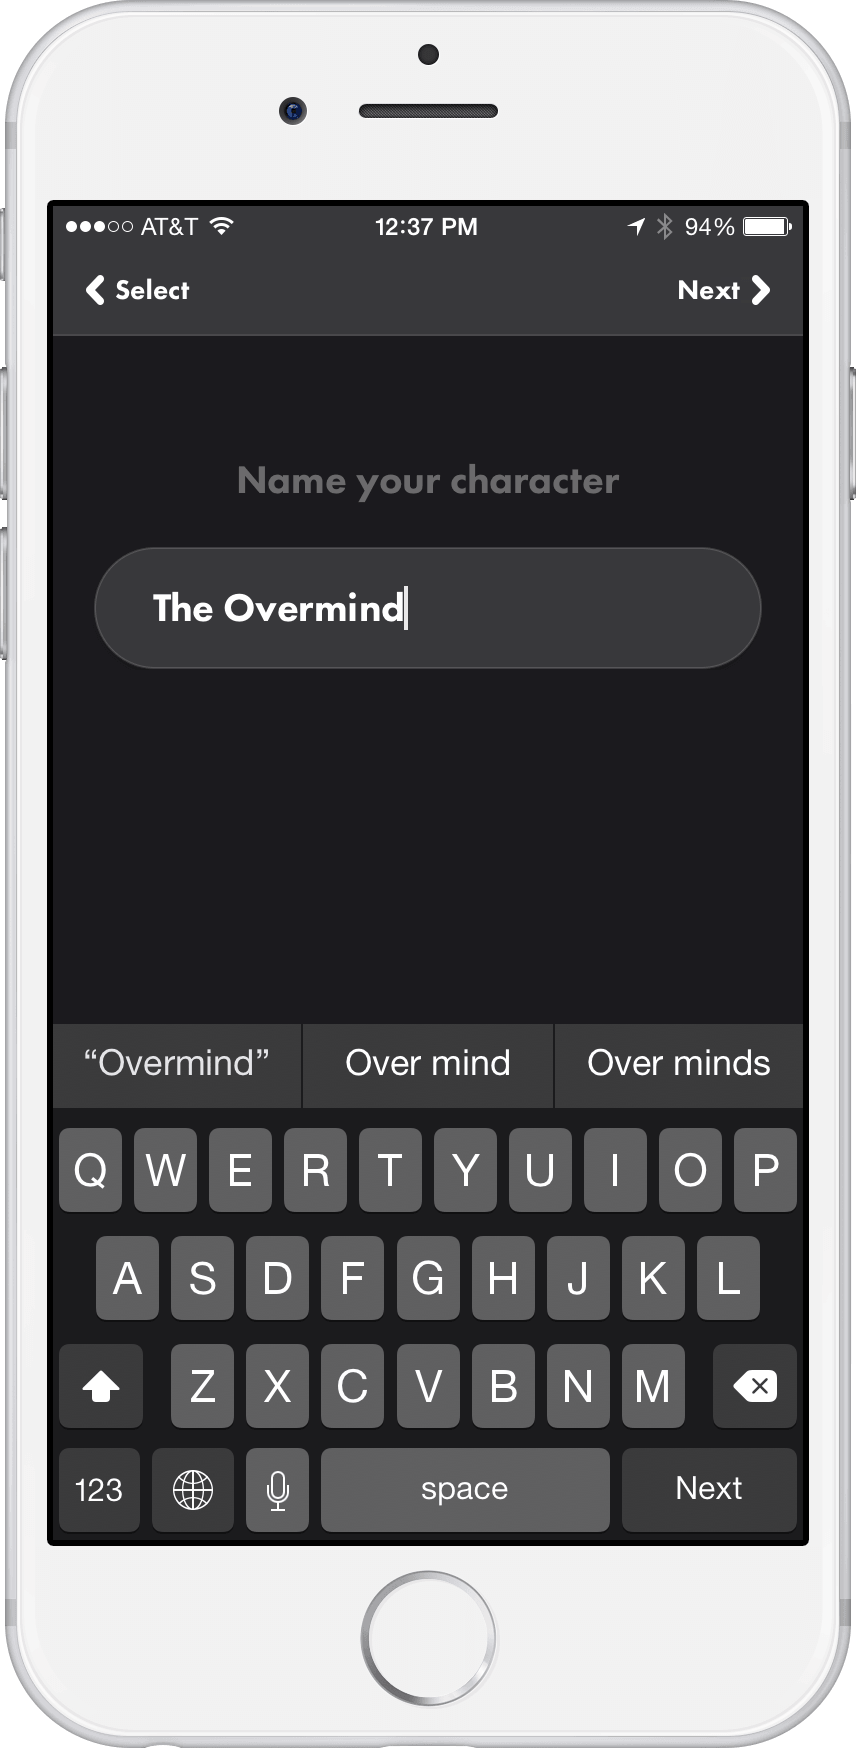 AT&T 12:37 PM 94%
Select Next
Name your character
The Overmind
“Overmind” Over mind Over minds
Q W E R T Y U I O P
A S D F G H J K L
Z X C V B N M
123 space Next